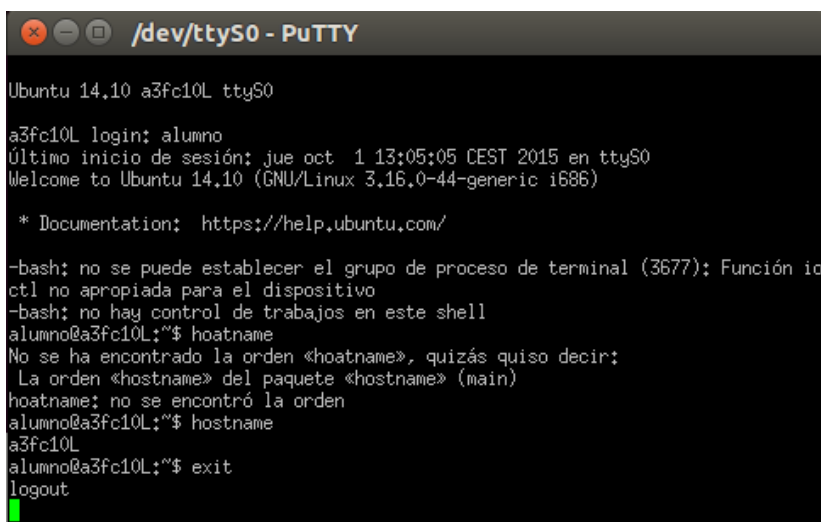 /dev/ttyS0 - PuTTY
Ubuntu 14.10 a3fc10L ttyS0
a3fc10L login: alumno
Último inicio de sesión: jue oct  1 13:05:05 CEST 2015 en ttyS0
Welcome to Ubuntu 14.10 (GNU/Linux 3.16.0-44-generic i686)
 * Documentation:  https://help.ubuntu.com/
-bash: no se puede establecer el grupo de proceso de terminal (3677): Función io
ctl no apropiada para el dispositivo
-bash: no hay control de trabajos en este shell
alumno@a3fc10L:~$ hoatname
No se ha encontrado la orden «hoatname», quizás quiso decir:
 La orden «hostname» del paquete «hostname» (main)
hoatname: no se encontró la orden
alumno@a3fc10L:~$ hostname
a3fc10L
alumno@a3fc10L:~$ exit
logout